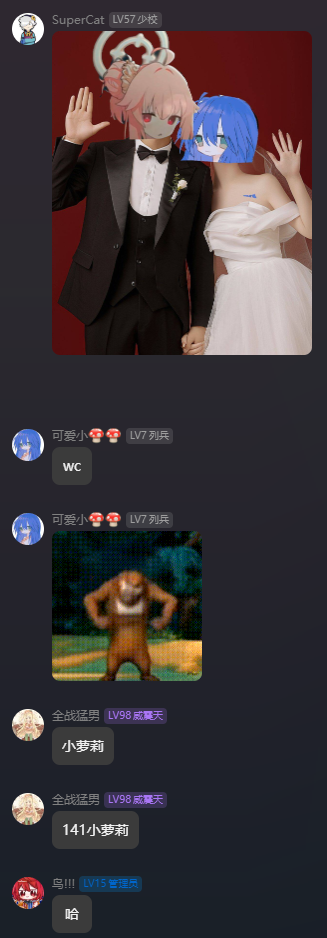 SuperCat LV57 少校
可爱小🍄🍄 LV7 列兵
wc
可爱小🍄🍄 LV7 列兵
全战猛男 LV98 威震天
小萝莉
全战猛男 LV98 威震天
141小萝莉
鸟!!! LV15 管理员
哈